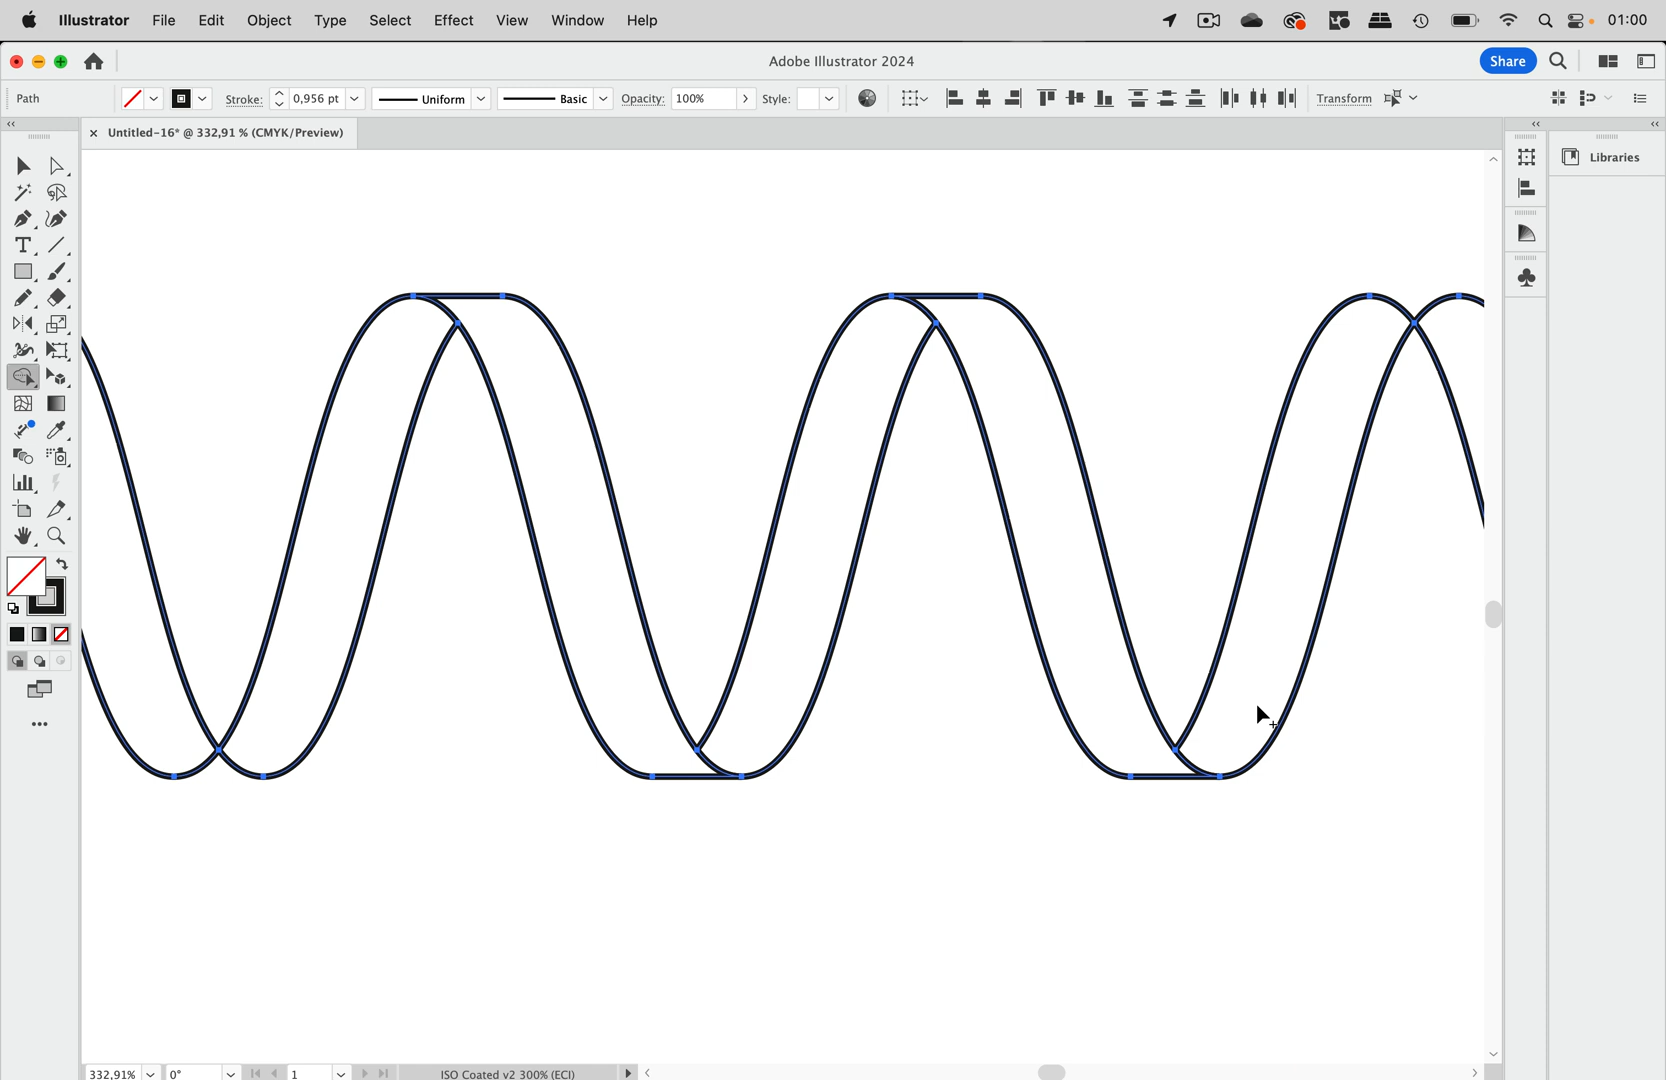 Illustrator File Edit Object Type Select Effect View Window Help 01:00
Adobe Illustrator 2024 Share
Path Stroke: 0,956 pt Uniform Basic Opacity: 100% Style: Transform
Untitled-16* @ 332,91 % (CMYK/Preview)
Libraries
332,91% 0° 1 ISO Coated v2 300% (ECI)